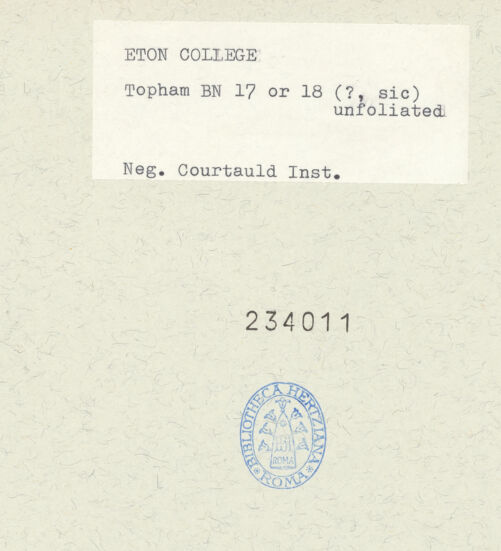 ETON COLLEGE
Topham BN 17 or 18 (?, sic)
unfoliated
Neg. Courtauld Inst.
234011
BIBLIOTHECA HERTZIANA
ROMA
* ROMA *